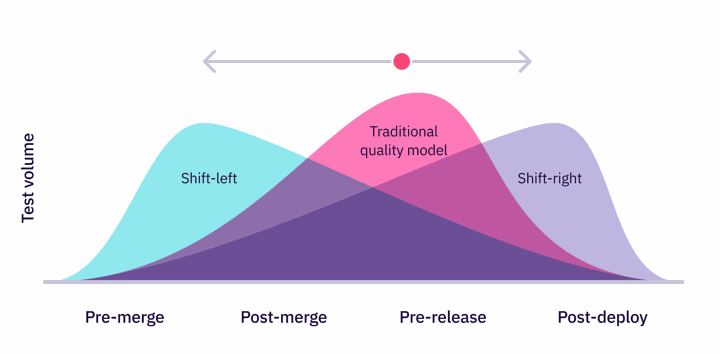 Traditional
quality model
Shift-left
Shift-right
Test volume
Pre-merge
Post-merge
Pre-release
Post-deploy